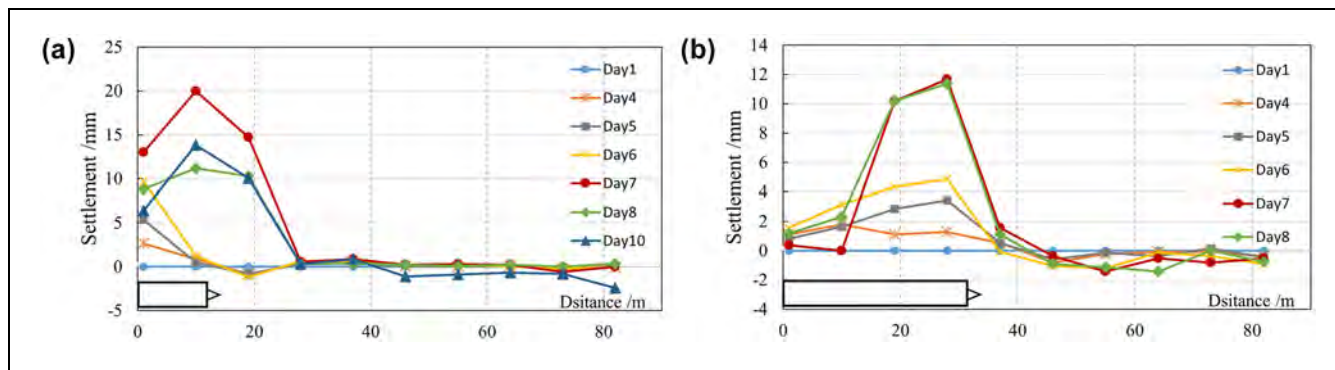 (a)
Settlement /mm
25
20
15
10
5
0
-5
Day1
Day4
Day5
Day6
Day7
Day8
Day10
Dsitance /m
0
20
40
60
80
(b)
Settlement /mm
14
12
10
8
6
4
2
0
-2
-4
Day1
Day4
Day5
Day6
Day7
Day8
Dsitance /m
0
20
40
60
80